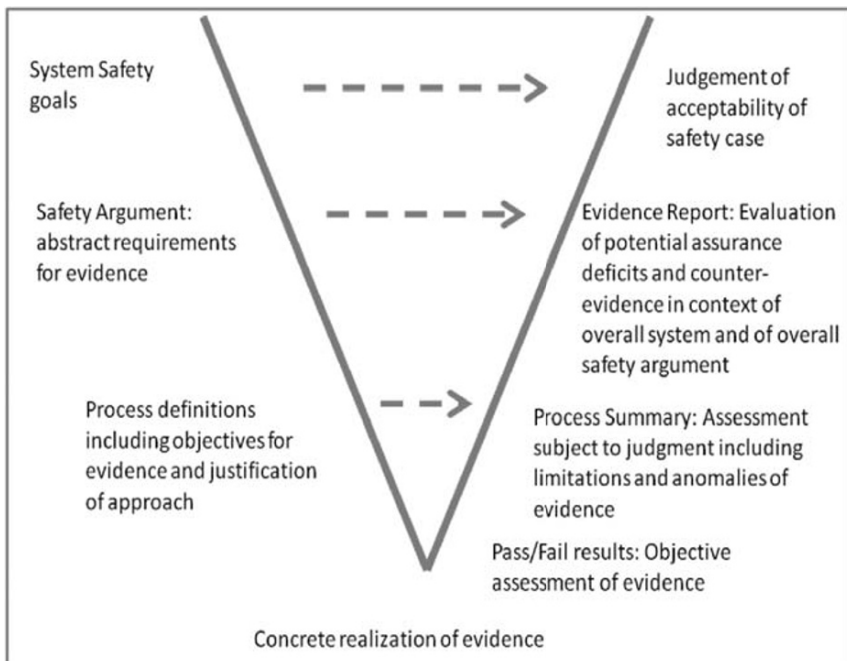 System Safety
goals
Judgement of
acceptability of
safety case
Safety Argument:
abstract requirements
for evidence
Evidence Report: Evaluation
of potential assurance
deficits and counter-
evidence in context of
overall system and of overall
safety argument
Process definitions
including objectives for
evidence and justification
of approach
Process Summary: Assessment
subject to judgment including
limitations and anomalies of
evidence
Pass/Fail results: Objective
assessment of evidence
Concrete realization of evidence